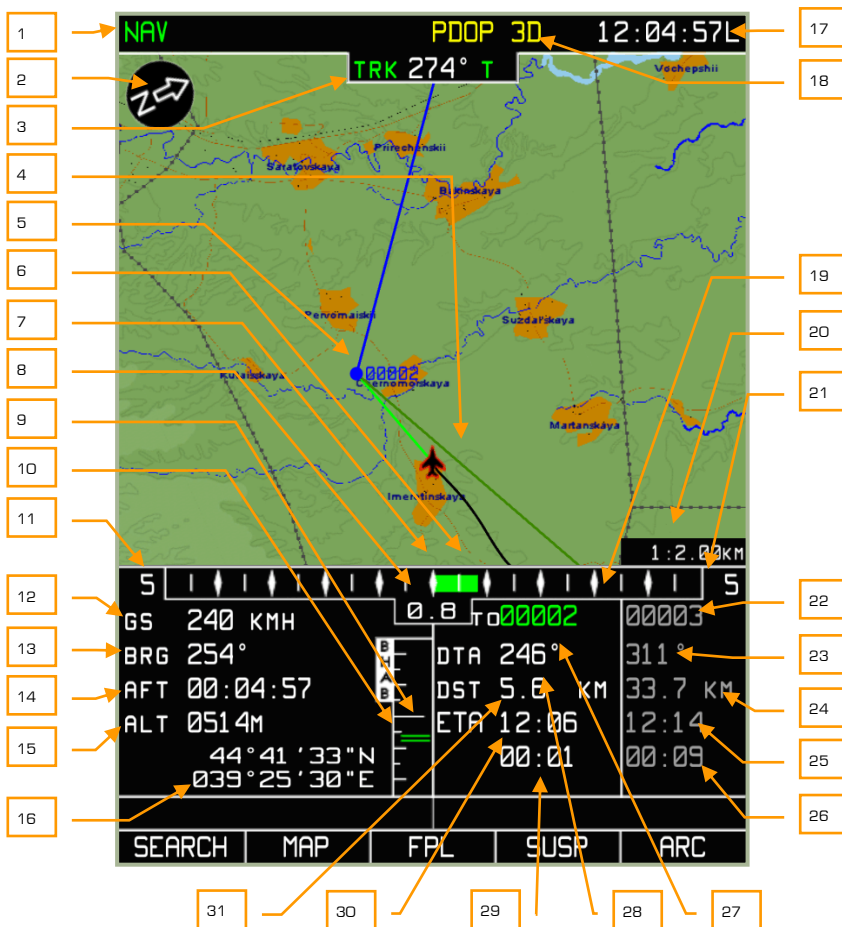 1
NAV
PDOP 3D
12:04:57L
17
2
TRK 274° T
Vochepshii
18
N
3
Prirechenskii
Saratovskaya
4
Bakinskaya
5
6
19
7
Pervomaiskii
Suzdal'skaya
20
8
00002
Kutaisskaya
Chernomorskaya
21
9
Martanskaya
10
Imeretinskaya
11
1:2.00KM
5
5
12
0.8
GS 240 KMH
TO 00002
00003
22
13
BRG 254°
B
H
A
B
DTA 246°
311°
23
14
AFT 00:04:57
DST 5.6 KM
33.7 KM
24
15
ALT 0514M
ETA 12:06
12:14
25
44°41'33"N
00:01
00:09
16
039°25'30"E
26
SEARCH
MAP
FPL
SUSP
ARC
31
30
29
28
27